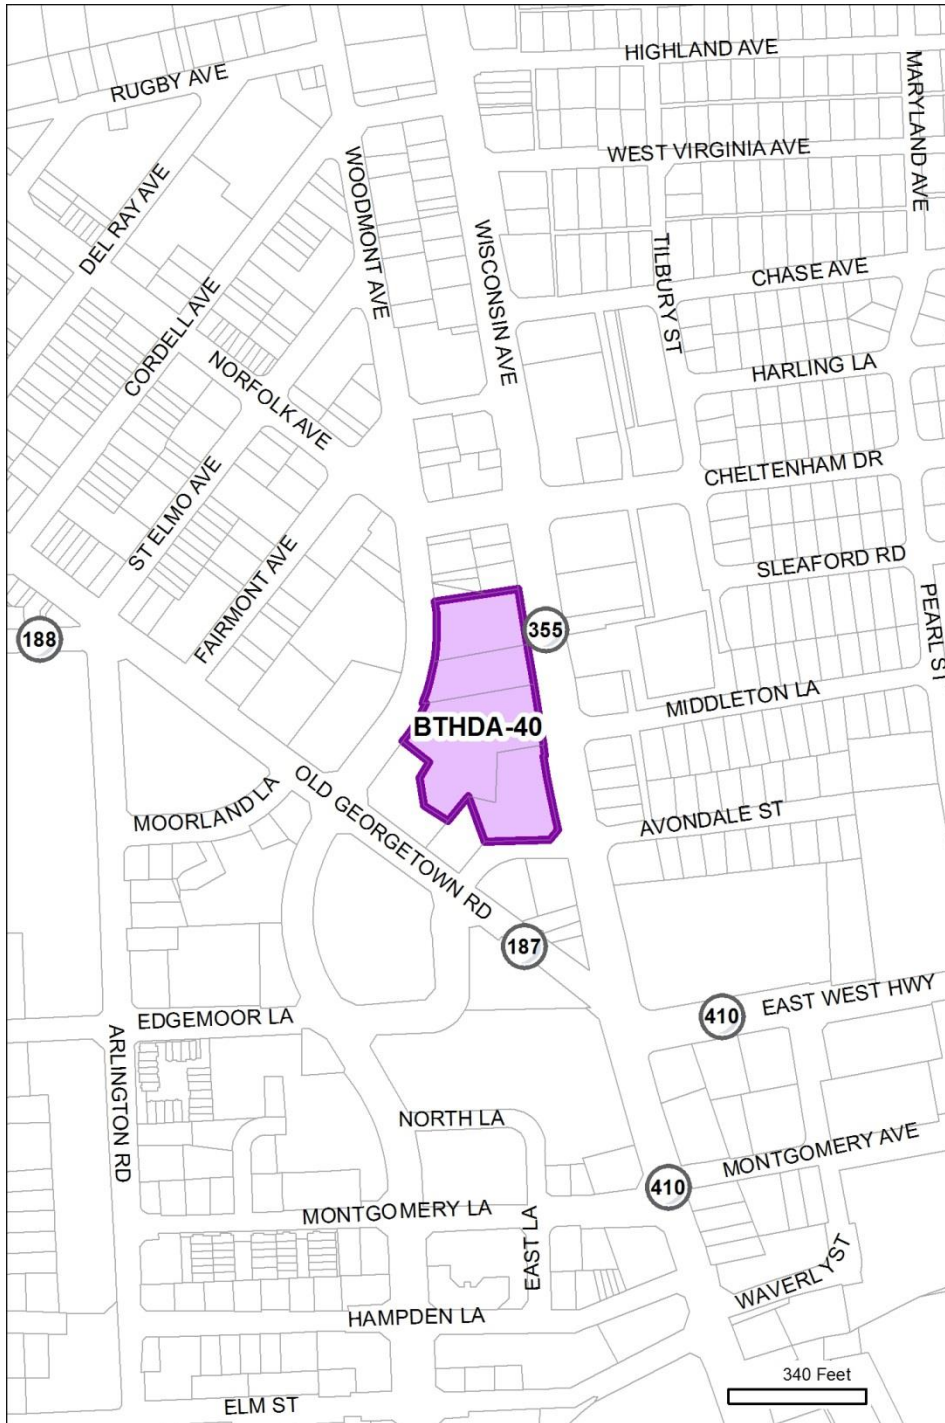 HIGHLAND AVE
RUGBY AVE
MARYLAND AVE
WEST VIRGINIA AVE
WOODMONT AVE
DEL RAY AVE
WISCONSIN AVE
TILBURY ST
CHASE AVE
CORDELL AVE
NORFOLK AVE
HARLING LA
CHELTENHAM DR
ST ELMO AVE
FAIRMONT AVE
SLEAFORD RD
PEARL ST
188
355
MIDDLETON LA
BTHDA-40
MOORLAND LA
OLD GEORGETOWN RD
AVONDALE ST
187
EAST WEST HWY
410
EDGEMOOR LA
ARLINGTON RD
NORTH LA
MONTGOMERY AVE
410
MONTGOMERY LA
EAST LA
WAVERLY ST
HAMPDEN LA
340 Feet
ELM ST